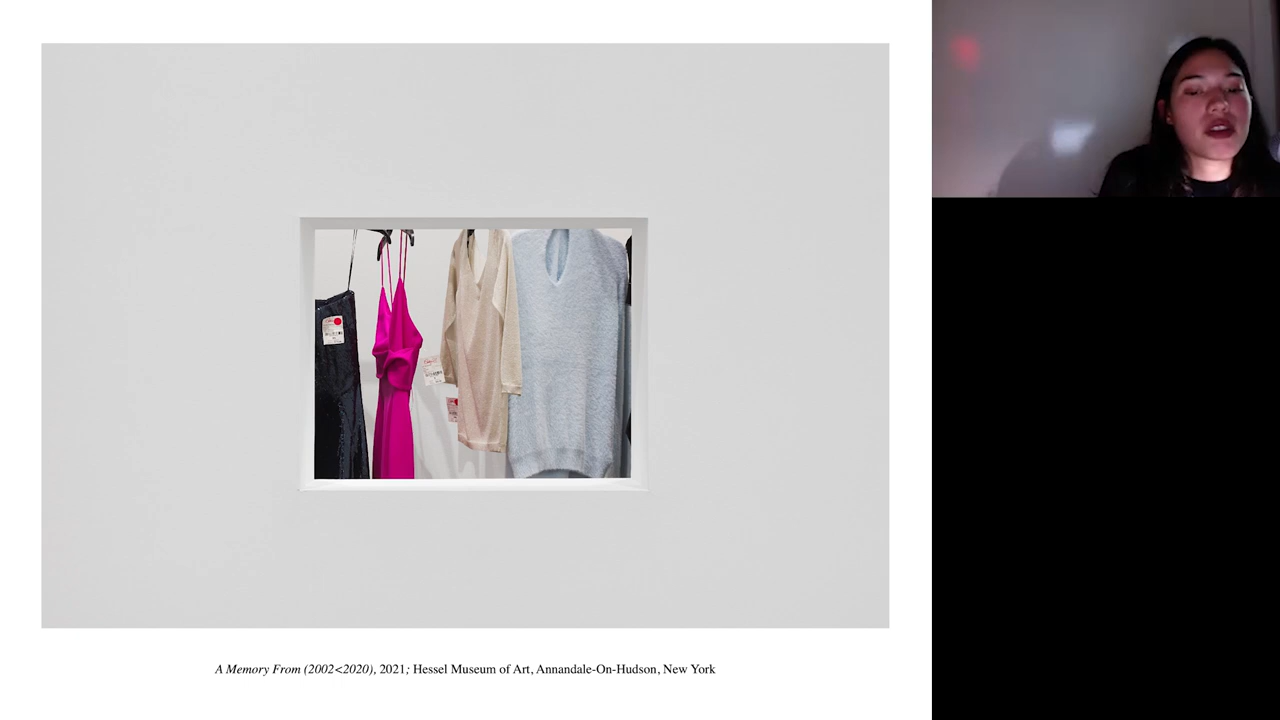 A Memory From (2002<2020), 2021; Hessel Museum of Art, Annandale-On-Hudson, New York